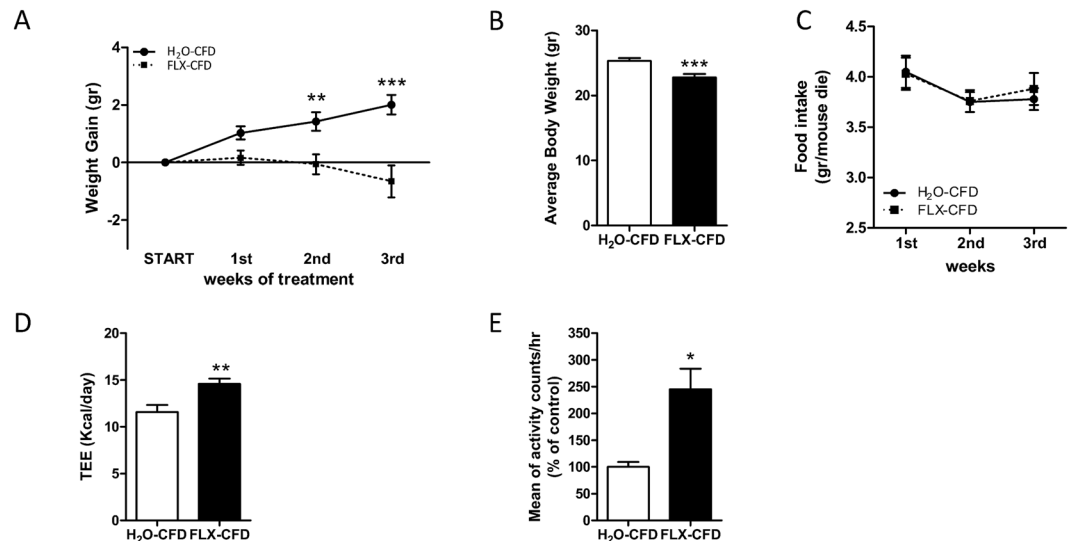 A
H₂O-CFD
FLX-CFD
Weight Gain (gr)
4
2
0
-2
**
***
START 1st 2nd 3rd
weeks of treatment
B
Average Body Weight (gr)
30
20
10
0
***
H₂O-CFD FLX-CFD
C
Food intake
(gr/mouse die)
4.5
4.0
3.5
3.0
2.5
H₂O-CFD
FLX-CFD
1st 2nd 3rd
weeks
D
TEE (Kcal/day)
20
15
10
5
0
**
H₂O-CFD FLX-CFD
E
Mean of activity counts/hr
(% of control)
350
300
250
200
150
100
50
0
*
H₂O-CFD FLX-CFD